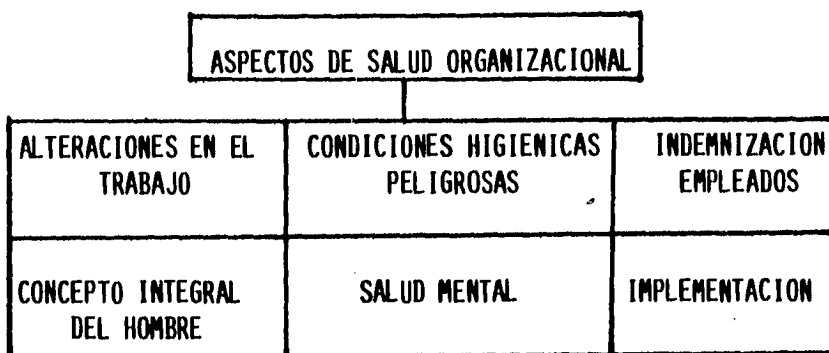 ASPECTOS DE SALUD ORGANIZACIONAL
ALTERACIONES EN EL
TRABAJO
CONDICIONES HIGIENICAS
PELIGROSAS
INDEMNIZACION
EMPLEADOS
CONCEPTO INTEGRAL
DEL HOMBRE
SALUD MENTAL
IMPLEMENTACION